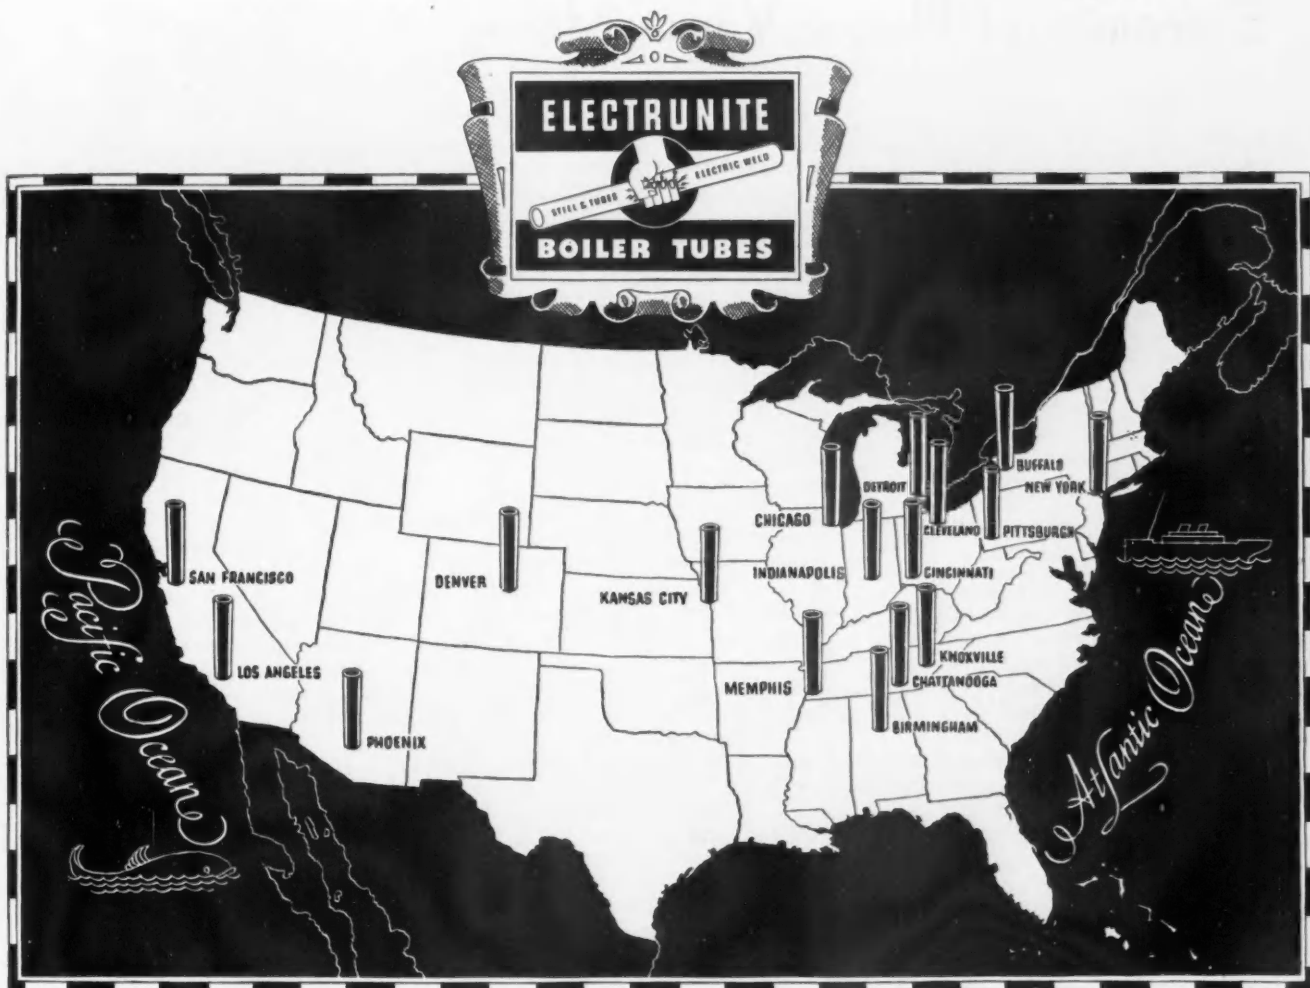 ELECTRUNITE
STEEL & TUBES
ELECTRIC WELD
BOILER TUBES
BUFFALO
DETROIT
NEW YORK
CHICAGO
CLEVELAND
PITTSBURGH
SAN FRANCISCO
DENVER
KANSAS CITY
INDIANAPOLIS
CINCINNATI
LOS ANGELES
MEMPHIS
KNOXVILLE
CHATTANOOGA
PHOENIX
BIRMINGHAM
Pacific Ocean
Atlantic Ocean